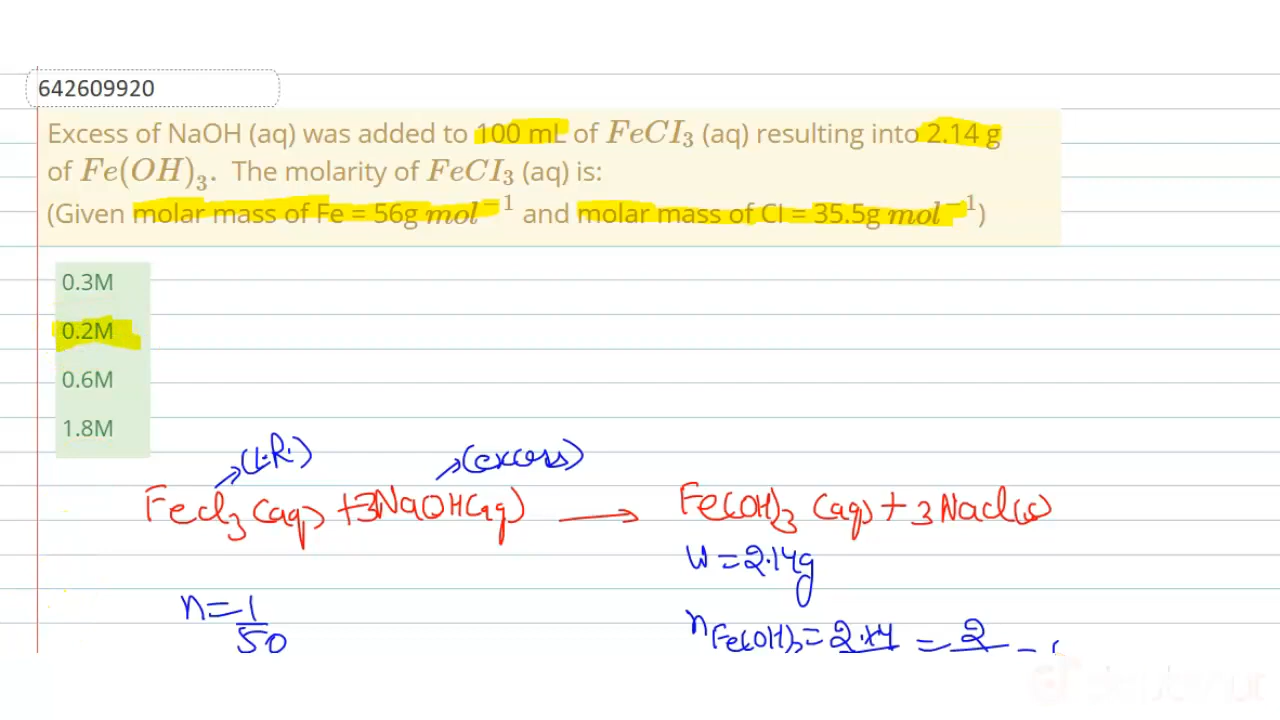 642609920
Excess of NaOH (aq) was added to 100 mL of FeCI₃ (aq) resulting into 2.14 g
of Fe(OH)₃. The molarity of FeCI₃ (aq) is:
(Given molar mass of Fe = 56g mol⁻¹ and molar mass of CI = 35.5g mol⁻¹)
0.3M
0.2M
0.6M
1.8M
→(L.R.) →(excess)
FeCl₃ (aq) + 3NaOH(aq) → Fe(OH)₃ (aq) + 3NaCl(s)
W = 2.14g
n = 1/50
n Fe(OH)₃ = 2.14 = 2 =